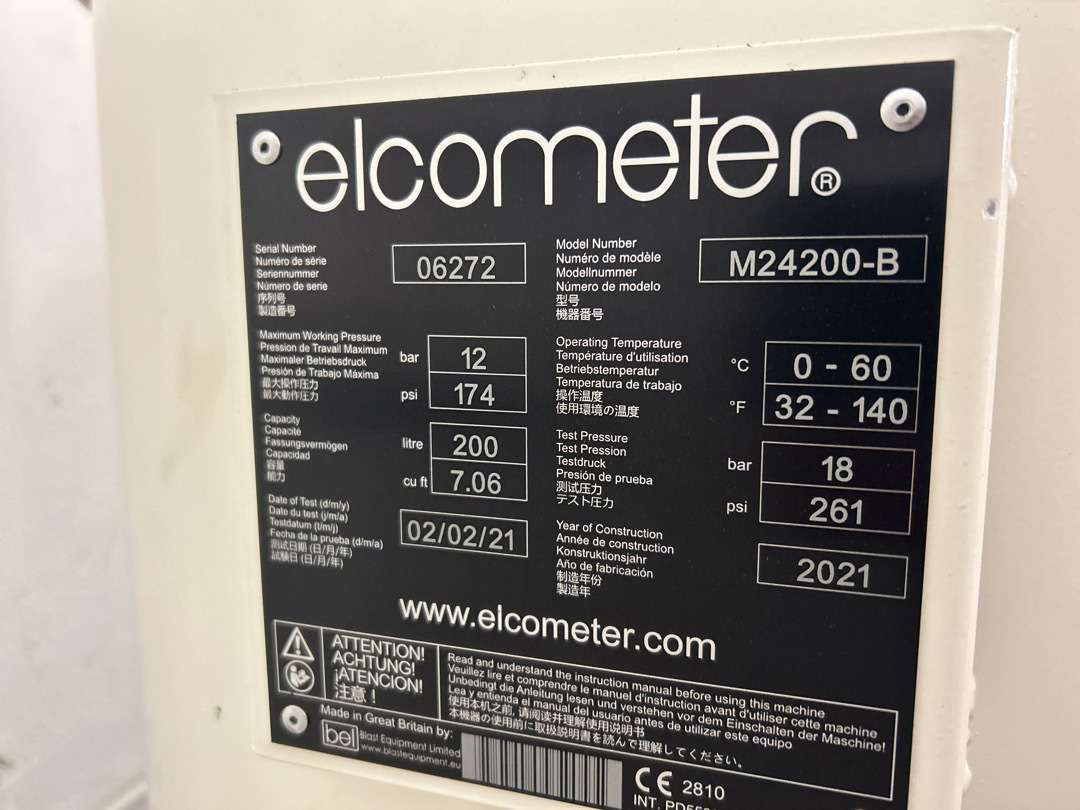 elcometer®
Serial Number
Numéro de série
Seriennummer
Número de serie
序列号
製造番号
06272
Model Number
Numéro de modèle
Modellnummer
Número de modelo
型号
機器番号
M24200-B
Maximum Working Pressure
Pression de Travail Maximum
Maximaler Betriebsdruck
Presión de Trabajo Máxima
最大操作圧力
最大動作圧力
bar 12
psi 174
Operating Temperature
Température d'utilisation
Betriebstemperatur
Temperatura de trabajo
操作温度
使用環境の温度
°C 0 - 60
°F 32 - 140
Capacity
Capacité
Fassungsvermögen
Capacidad
容量
能力
litre 200
cu ft 7.06
Test Pressure
Test Pression
Testdruck
Presión de prueba
测试压力
テスト圧力
bar 18
psi 261
Date of Test (d/m/y)
Date du test (j/m/a)
Testdatum (t/m/j)
Fecha de la prueba (d/m/a)
测试日期 (日/月/年)
試験日 (日/月/年)
02/02/21
Year of Construction
Année de construction
Konstruktionsjahr
Año de fabricación
制造年份
製造年
2021
www.elcometer.com
ATTENTION!
ACHTUNG!
¡ATENCION!
注意！
Read and understand the instruction manual before using this machine
Veuillez lire et comprendre le manuel d'instruction avant d'utiliser cette machine
Unbedingt die Anleitung lesen und verstehen vor dem Einschalten der Maschine!
Lea y entienda el manual del usuario antes de utilizar este equipo
使用本机之前, 请阅读并理解使用说明书
本機器の使用前に取扱説明書を読んで理解してください。
Made in Great Britain by:
bel Blast Equipment Limited
www.blastequipment.eu
CE 2810
INT. PD